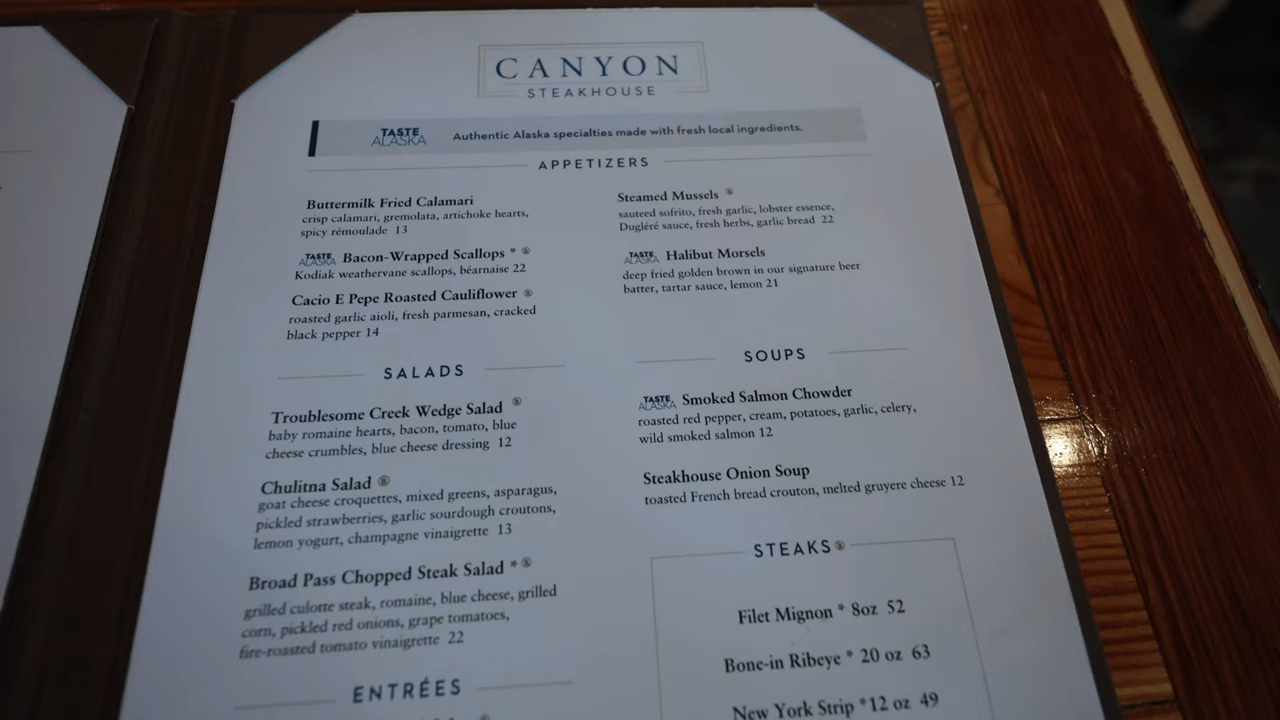 CANYON
STEAKHOUSE
TASTE
ALASKA
Authentic Alaska specialties made with fresh local ingredients.
APPETIZERS
Buttermilk Fried Calamari
crisp calamari, gremolata, artichoke hearts,
spicy rémoulade 13
TASTE
ALASKA
Bacon-Wrapped Scallops *
Kodiak weathervane scallops, béarnaise 22
Cacio E Pepe Roasted Cauliflower
roasted garlic aioli, fresh parmesan, cracked
black pepper 14
Steamed Mussels
sauteed sofrito, fresh garlic, lobster essence,
Dugléré sauce, fresh herbs, garlic bread 22
TASTE
ALASKA
Halibut Morsels
deep fried golden brown in our signature beer
batter, tartar sauce, lemon 21
SALADS
Troublesome Creek Wedge Salad
baby romaine hearts, bacon, tomato, blue
cheese crumbles, blue cheese dressing 12
Chulitna Salad
goat cheese croquettes, mixed greens, asparagus,
pickled strawberries, garlic sourdough croutons,
lemon yogurt, champagne vinaigrette 13
Broad Pass Chopped Steak Salad *
grilled culotte steak, romaine, blue cheese, grilled
corn, pickled red onions, grape tomatoes,
fire-roasted tomato vinaigrette 22
ENTRÉES
SOUPS
TASTE
ALASKA
Smoked Salmon Chowder
roasted red pepper, cream, potatoes, garlic, celery,
wild smoked salmon 12
Steakhouse Onion Soup
toasted French bread crouton, melted gruyere cheese 12
STEAKS
Filet Mignon * 8oz 52
Bone-in Ribeye * 20 oz 63
New York Strip *12 oz 49